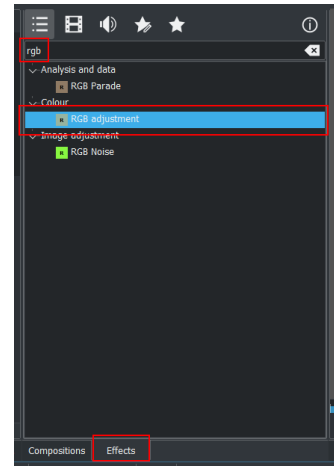 rgb
Analysis and data
RGB Parade
Colour
RGB adjustment
Image adjustment
RGB Noise
Compositions Effects